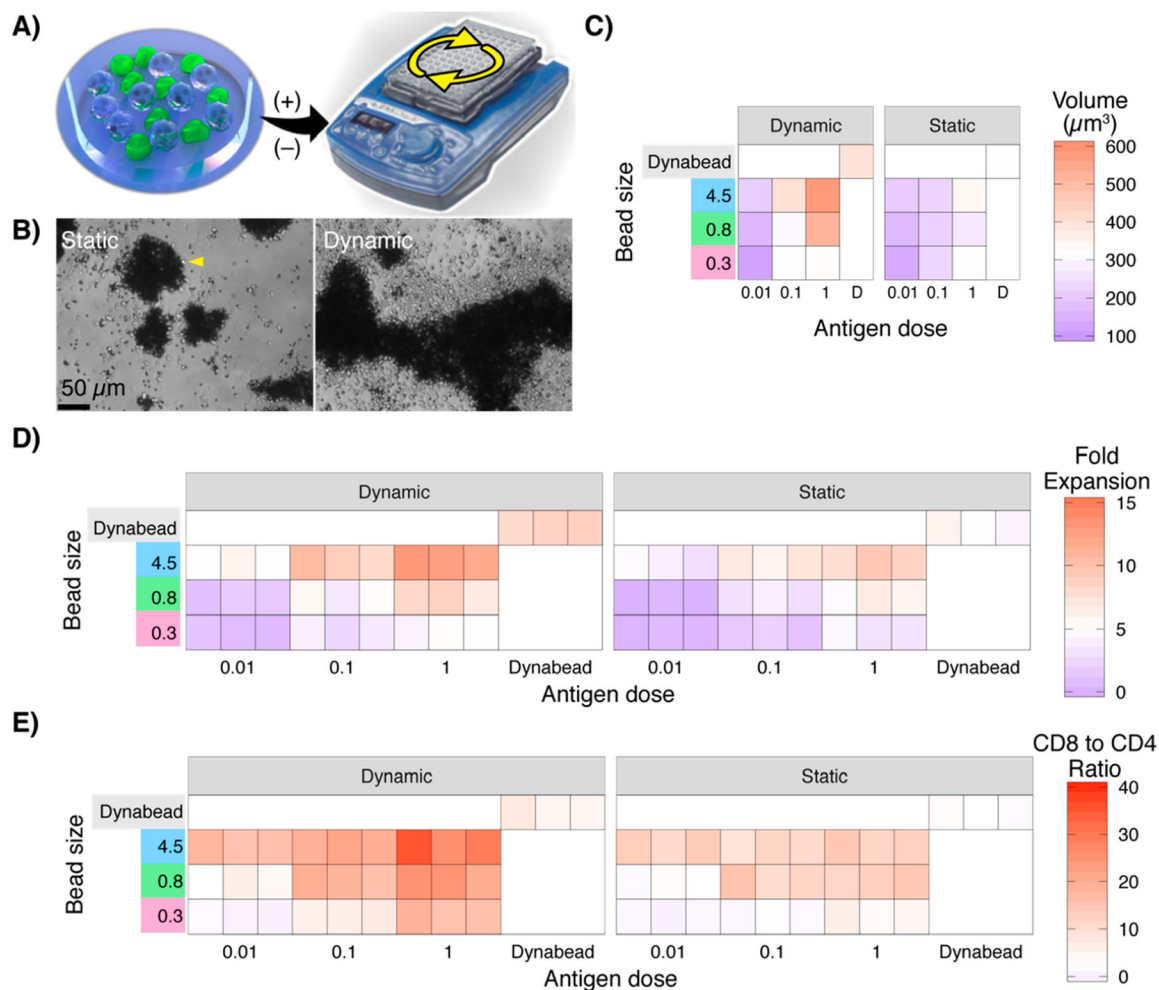 A)
(+)
(−)
B)
Static
Dynamic
50 µm
C)
Dynamic
Static
Volume
(µm³)
Bead size
Dynabead
4.5
0.8
0.3
0.01
0.1
1
D
0.01
0.1
1
D
Antigen dose
600
500
400
300
200
100
D)
Dynamic
Static
Fold
Expansion
Bead size
Dynabead
4.5
0.8
0.3
0.01
0.1
1
Dynabead
0.01
0.1
1
Dynabead
Antigen dose
15
10
5
0
E)
Dynamic
Static
CD8 to CD4
Ratio
Bead size
Dynabead
4.5
0.8
0.3
0.01
0.1
1
Dynabead
0.01
0.1
1
Dynabead
Antigen dose
40
30
20
10
0